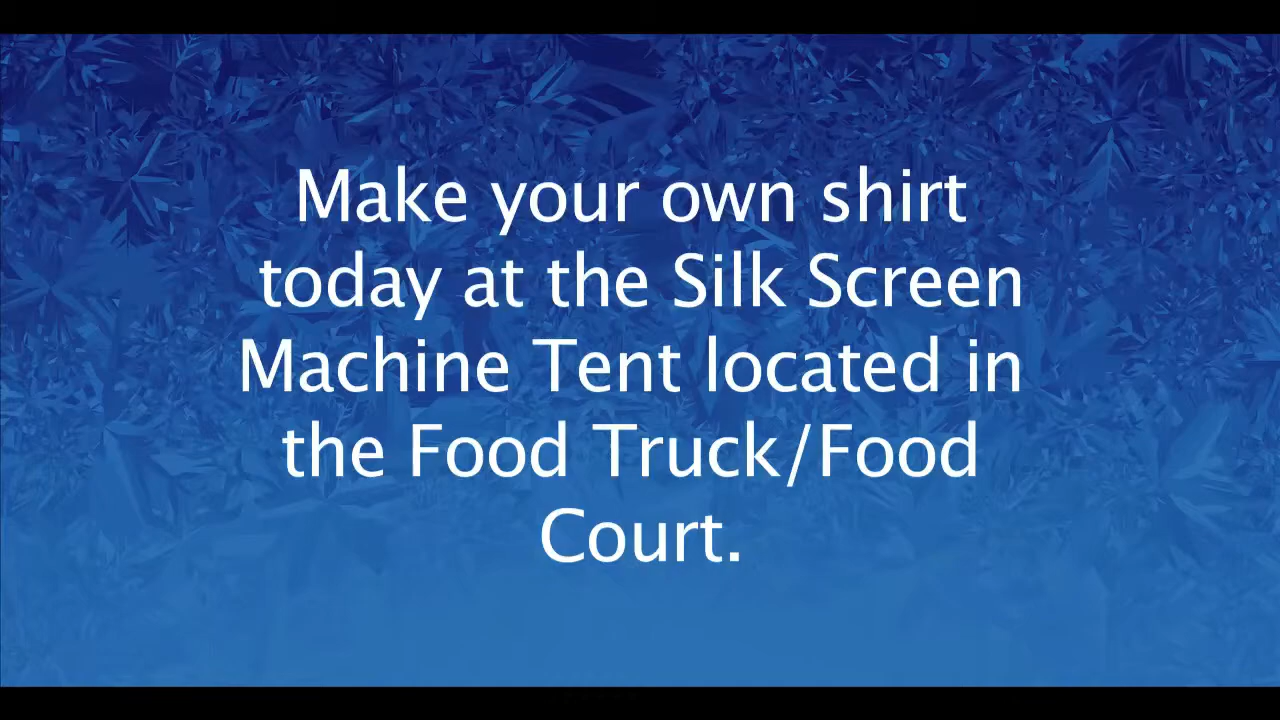 Make your own shirt
today at the Silk Screen
Machine Tent located in
the Food Truck/Food
Court.